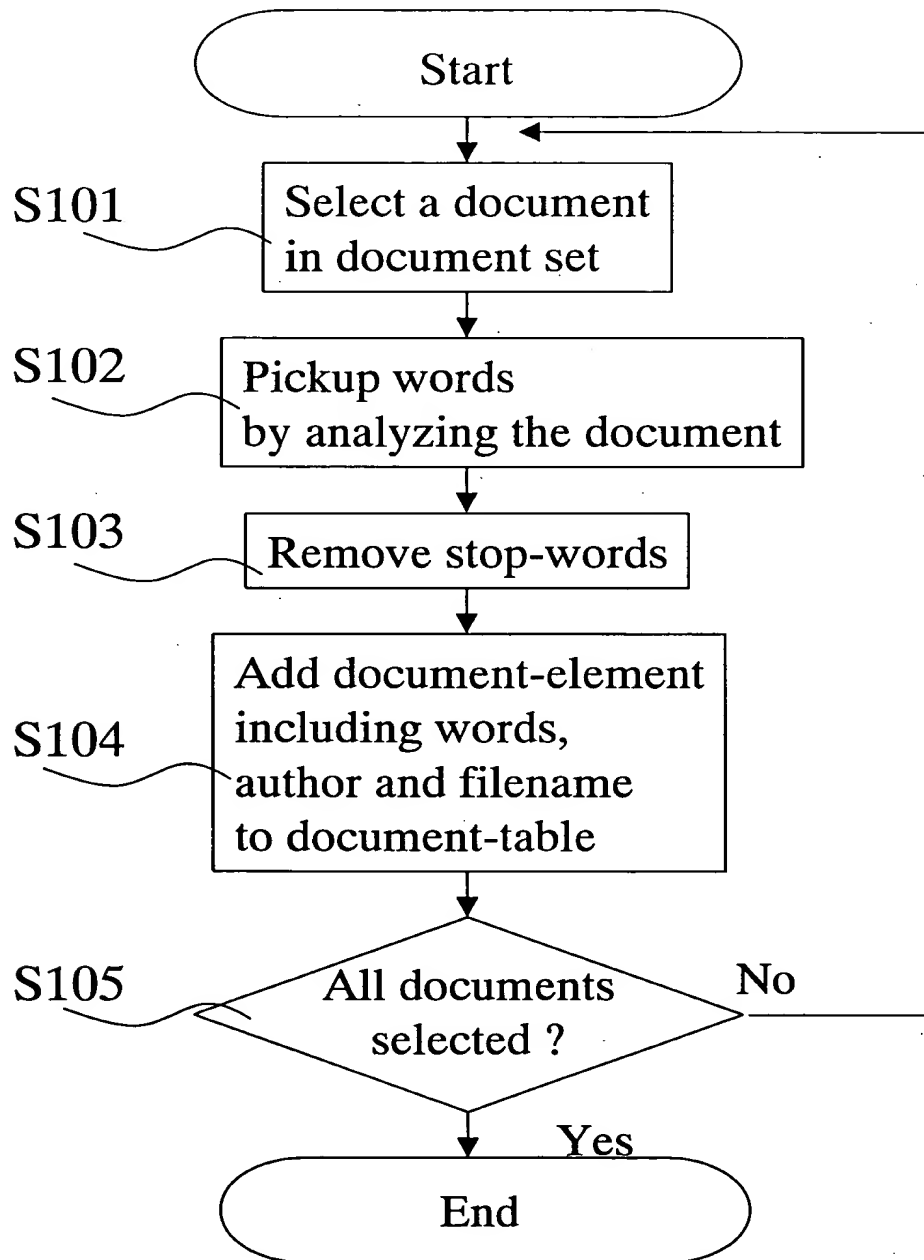 Start
S101
Select a document
in document set
S102
Pickup words
by analyzing the document
S103
Remove stop-words
S104
Add document-element
including words,
author and filename
to document-table
S105
All documents
selected ?
No
Yes
End